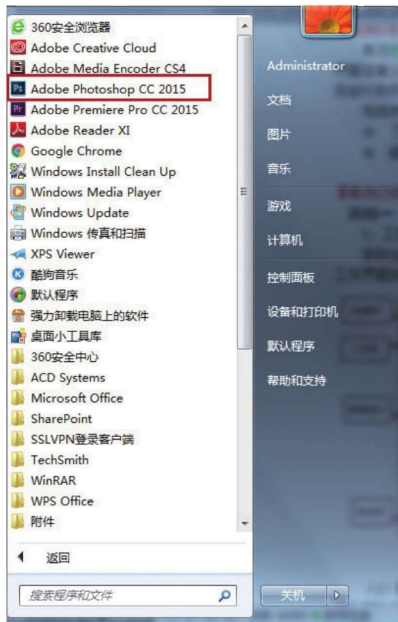 360安全浏览器
Adobe Creative Cloud
Adobe Media Encoder CS4
Adobe Photoshop CC 2015
Adobe Premiere Pro CC 2015
Adobe Reader XI
Google Chrome
Windows Install Clean Up
Windows Media Player
Windows Update
Windows 传真和扫描
XPS Viewer
酷狗音乐
默认程序
强力卸载电脑上的软件
桌面小工具库
360安全中心
ACD Systems
Microsoft Office
SharePoint
SSLVPN登录客户端
TechSmith
WinRAR
WPS Office
附件
返回
搜索程序和文件
Administrator
文档
图片
音乐
游戏
计算机
控制面板
设备和打印机
默认程序
帮助和支持
关机